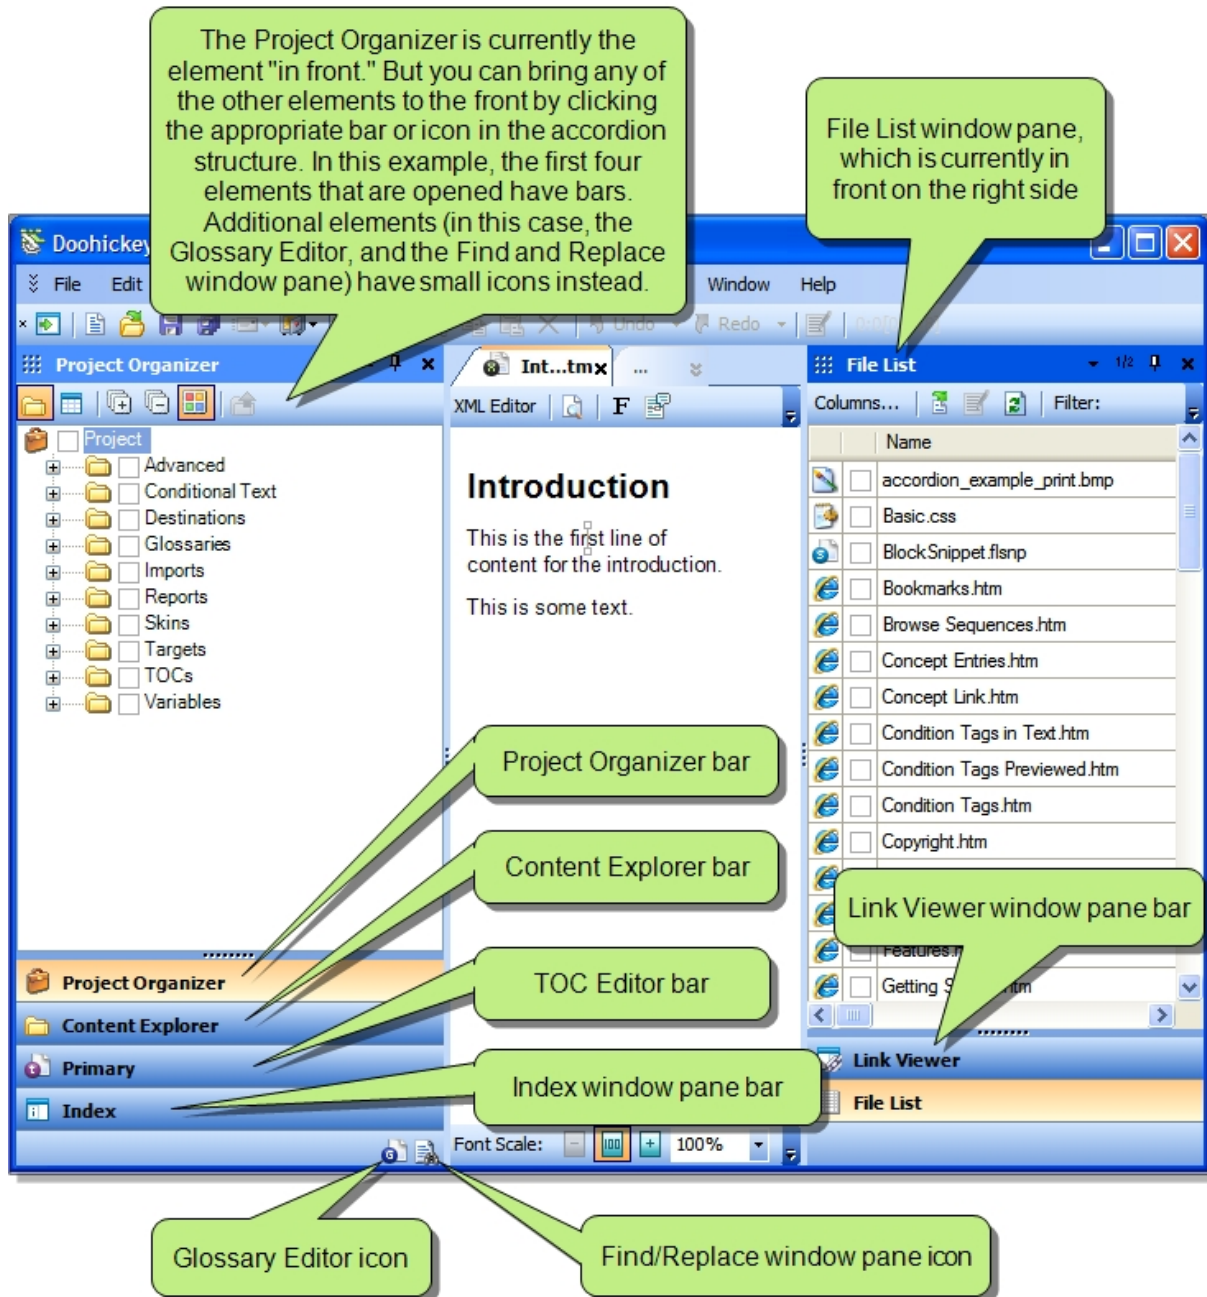 The Project Organizer is currently the
element "in front." But you can bring any of
the other elements to the front by clicking
the appropriate bar or icon in the accordion
structure. In this example, the first four
elements that are opened have bars.
Additional elements (in this case, the
Glossary Editor, and the Find and Replace
window pane) have small icons instead.
File List window pane,
which is currently in
front on the right side
Doohickey
File Edit Window Help
Undo Redo
Project Organizer
Project
Advanced
Conditional Text
Destinations
Glossaries
Imports
Reports
Skins
Targets
TOCs
Variables
Int...tm ...
XML Editor F
Introduction
This is the first line of
content for the introduction.
This is some text.
File List 1/2
Columns... Filter:
Name
accordion_example_print.bmp
Basic.css
BlockSnippet.flsnp
Bookmarks.htm
Browse Sequences.htm
Concept Entries.htm
Concept Link.htm
Condition Tags in Text.htm
Condition Tags Previewed.htm
Condition Tags.htm
Copyright.htm
Features.
Getting
Project Organizer bar
Content Explorer bar
TOC Editor bar
Index window pane bar
Link Viewer window pane bar
Project Organizer
Content Explorer
Primary
Index
Link Viewer
File List
Font Scale: 100%
Glossary Editor icon
Find/Replace window pane icon